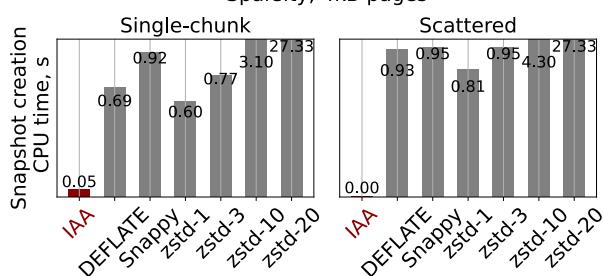 Sparsity, 4KB pages
Single-chunk
Scattered
Snapshot creation
CPU time, s
0.05
0.69
0.92
0.60
0.77
3.10
27.33
0.00
0.93
0.95
0.81
0.95
4.30
27.33
IAA
DEFLATE
Snappy
zstd-1
zstd-3
zstd-10
zstd-20
IAA
DEFLATE
Snappy
zstd-1
zstd-3
zstd-10
zstd-20